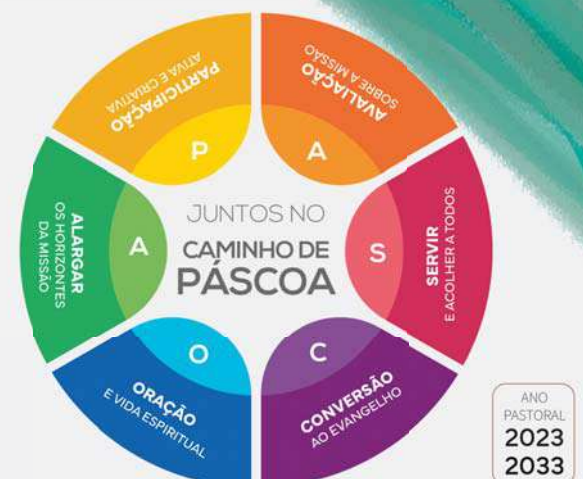 PARTICIPAÇÃO
ATIVA E CRIATIVA
P
AVALIAÇÃO
SOBRE A MISSÃO
A
SERVIR
E ACOLHER A TODOS
S
CONVERSÃO
AO EVANGELHO
C
ORAÇÃO
E VIDA ESPIRITUAL
O
ALARGAR
OS HORIZONTES
DA MISSÃO
A
JUNTOS NO
CAMINHO DE
PÁSCOA
ANO
PASTORAL
2023
2033